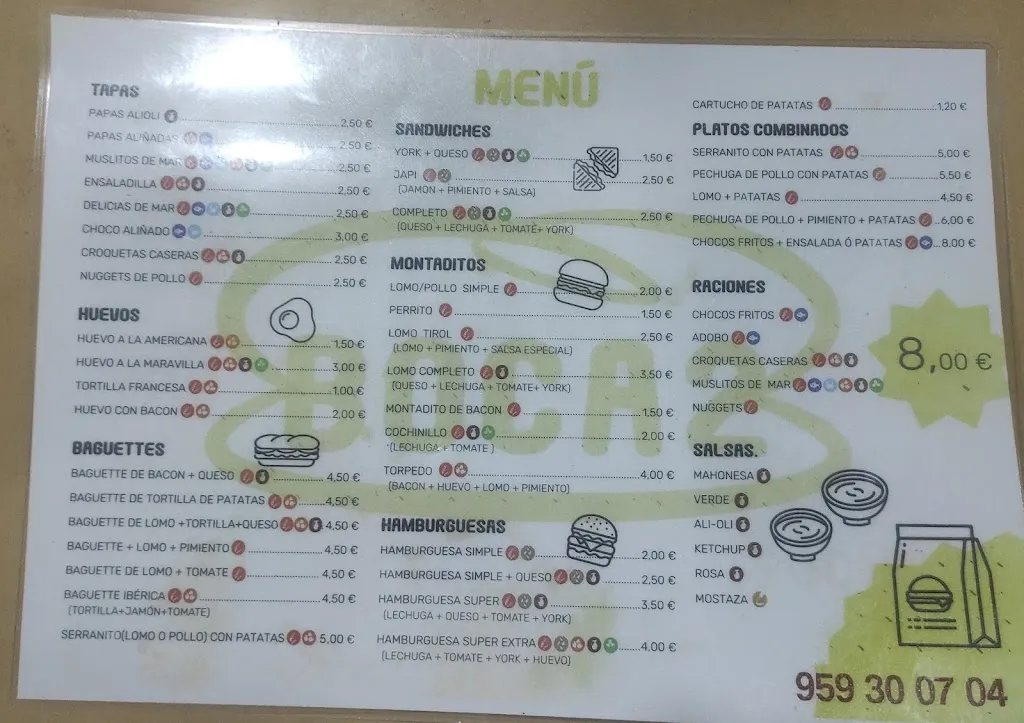 MENÚ
TAPAS
PAPAS ALIOLI 2,50 €
PAPAS ALIÑADAS 2,50 €
MUSLITOS DE MAR 2,50 €
ENSALADILLA 2,50 €
DELICIAS DE MAR 2,50 €
CHOCO ALIÑADO 3,00 €
CROQUETAS CASERAS 2,50 €
NUGGETS DE POLLO 2,50 €
HUEVOS
HUEVO A LA AMERICANA 1,50 €
HUEVO A LA MARAVILLA 3,00 €
TORTILLA FRANCESA 1,00 €
HUEVO CON BACON 2,00 €
BAGUETTES
BAGUETTE DE BACON + QUESO 4,50 €
BAGUETTE DE TORTILLA DE PATATAS 4,50 €
BAGUETTE DE LOMO +TORTILLA+QUESO 4,50 €
BAGUETTE + LOMO + PIMIENTO 4,50 €
BAGUETTE DE LOMO + TOMATE 4,50 €
BAGUETTE IBÉRICA 4,50 €
(TORTILLA+JAMÓN+TOMATE)
SERRANITO(LOMO O POLLO) CON PATATAS 5,00 €
SANDWICHES
YORK + QUESO 1,50 €
JAPI 2,50 €
(JAMON + PIMIENTO + SALSA)
COMPLETO 2,50 €
(QUESO + LECHUGA + TOMATE+ YORK)
MONTADITOS
LOMO/POLLO SIMPLE 2,00 €
PERRITO 1,50 €
LOMO TIROL 2,50 €
(LOMO + PIMIENTO + SALSA ESPECIAL)
LOMO COMPLETO 3,50 €
(QUESO + LECHUGA + TOMATE+ YORK)
MONTADITO DE BACON 1,50 €
COCHINILLO 2,00 €
(LECHUGA + TOMATE )
TORPEDO 4,00 €
(BACON + HUEVO + LOMO + PIMIENTO)
HAMBURGUESAS
HAMBURGUESA SIMPLE 2,00 €
HAMBURGUESA SIMPLE + QUESO 2,50 €
HAMBURGUESA SUPER 3,50 €
(LECHUGA + QUESO + TOMATE + YORK)
HAMBURGUESA SUPER EXTRA 4,00 €
(LECHUGA + TOMATE + YORK + HUEVO)
CARTUCHO DE PATATAS 1,20 €
PLATOS COMBINADOS
SERRANITO CON PATATAS 5,00 €
PECHUGA DE POLLO CON PATATAS 5,50 €
LOMO + PATATAS 4,50 €
PECHUGA DE POLLO + PIMIENTO + PATATAS 6,00 €
CHOCOS FRITOS + ENSALADA Ó PATATAS 8,00 €
RACIONES
CHOCOS FRITOS
ADOBO
CROQUETAS CASERAS
MUSLITOS DE MAR
NUGGETS
8,00 €
SALSAS.
MAHONESA
VERDE
ALI-OLI
KETCHUP
ROSA
MOSTAZA
959 30 07 04